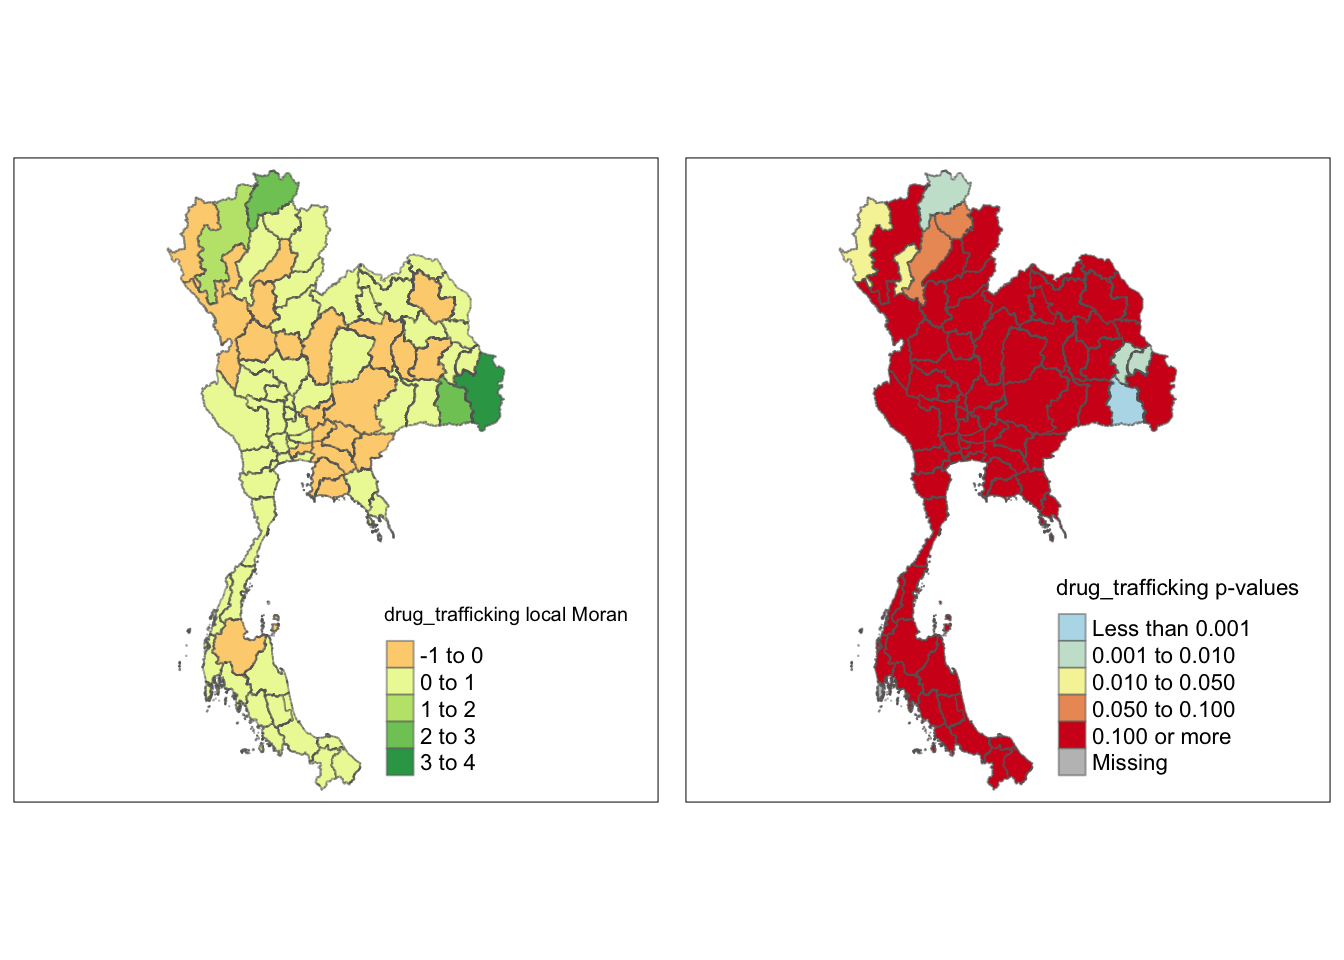 drug_trafficking local Moran
-1 to 0
0 to 1
1 to 2
2 to 3
3 to 4
drug_trafficking p-values
Less than 0.001
0.001 to 0.010
0.010 to 0.050
0.050 to 0.100
0.100 or more
Missing